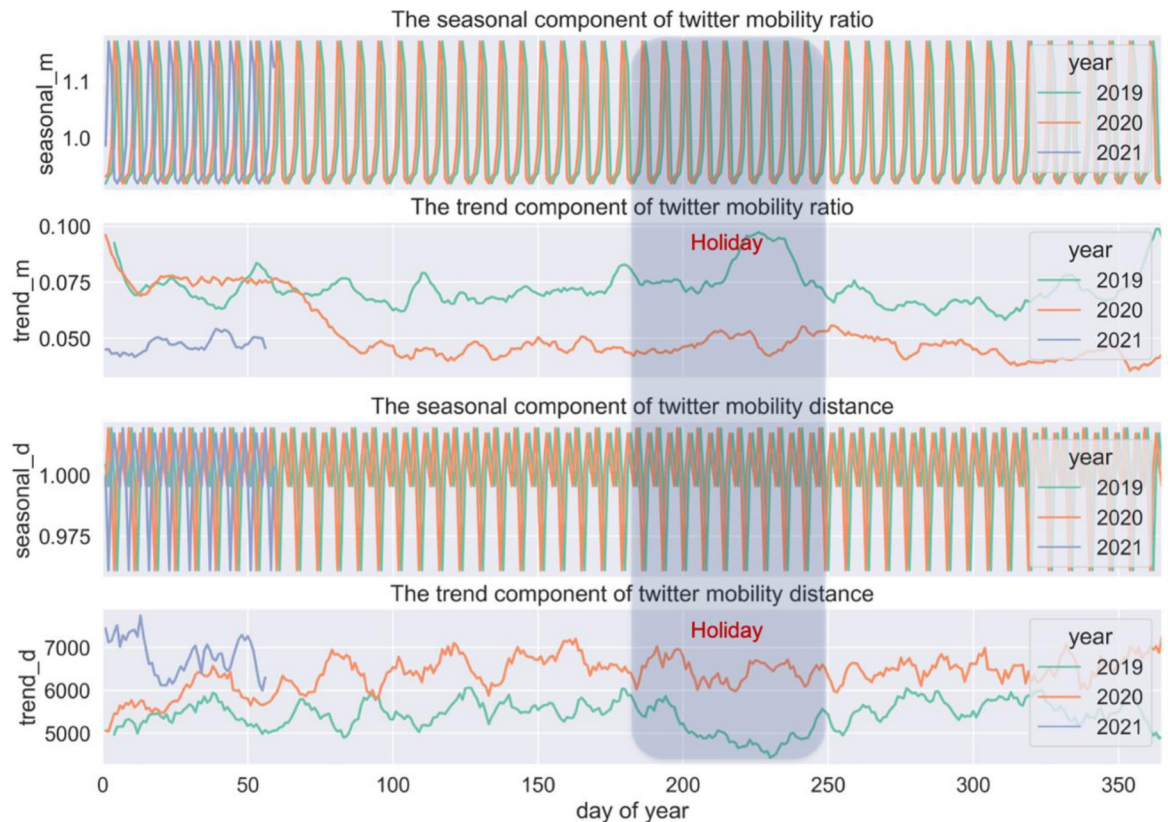 The seasonal component of twitter mobility ratio
seasonal_m
1.1
1.0
year
2019
2020
2021
The trend component of twitter mobility ratio
trend_m
0.100
0.075
0.050
Holiday
year
2019
2020
2021
The seasonal component of twitter mobility distance
seasonal_d
1.000
0.975
year
2019
2020
2021
The trend component of twitter mobility distance
trend_d
7000
6000
5000
Holiday
year
2019
2020
2021
0 50 100 150 200 250 300 350
day of year